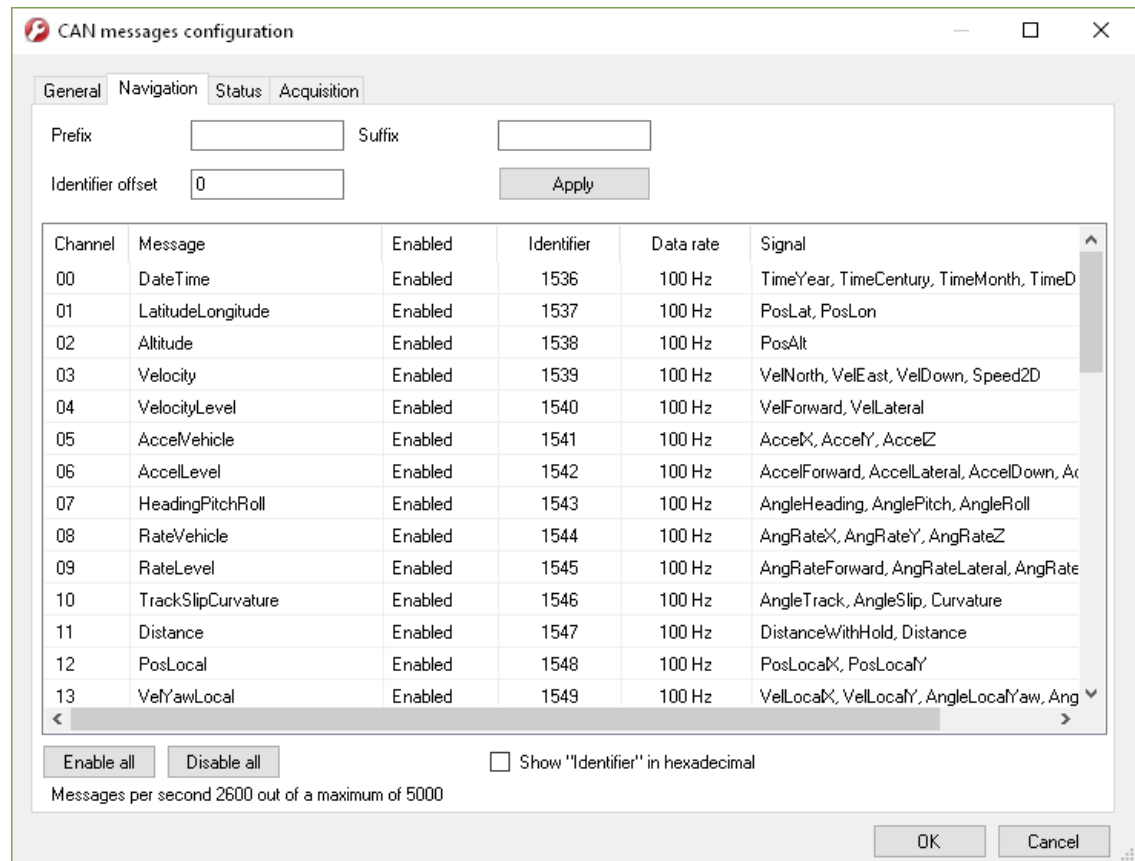 CAN messages configuration
General Navigation Status Acquisition
Prefix Suffix
Identifier offset 0 Apply
Channel Message Enabled Identifier Data rate Signal
00 DateTime Enabled 1536 100 Hz TimeYear, TimeCentury, TimeMonth, TimeD
01 LatitudeLongitude Enabled 1537 100 Hz PosLat, PosLon
02 Altitude Enabled 1538 100 Hz PosAlt
03 Velocity Enabled 1539 100 Hz VelNorth, VelEast, VelDown, Speed2D
04 VelocityLevel Enabled 1540 100 Hz VelForward, VelLateral
05 AccelVehicle Enabled 1541 100 Hz AccelX, AccelY, AccelZ
06 AccelLevel Enabled 1542 100 Hz AccelForward, AccelLateral, AccelDown, Ac
07 HeadingPitchRoll Enabled 1543 100 Hz AngleHeading, AnglePitch, AngleRoll
08 RateVehicle Enabled 1544 100 Hz AngRateX, AngRateY, AngRateZ
09 RateLevel Enabled 1545 100 Hz AngRateForward, AngRateLateral, AngRate
10 TrackSlipCurvature Enabled 1546 100 Hz AngleTrack, AngleSlip, Curvature
11 Distance Enabled 1547 100 Hz DistanceWithHold, Distance
12 PosLocal Enabled 1548 100 Hz PosLocalX, PosLocalY
13 VelYawLocal Enabled 1549 100 Hz VelLocalX, VelLocalY, AngleLocalYaw, Ang
Enable all Disable all Show "Identifier" in hexadecimal
Messages per second 2600 out of a maximum of 5000
OK Cancel